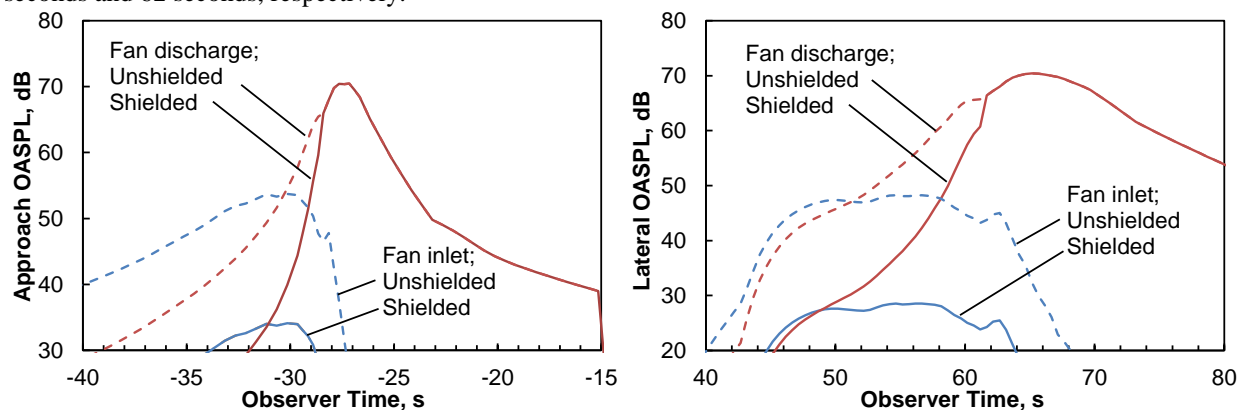 seconds and 62 seconds, respectively.
80
70
60
50
40
30
Approach OASPL, dB
Fan discharge;
Unshielded
Shielded
Fan inlet;
Unshielded
Shielded
-40
-35
-30
-25
-20
-15
Observer Time, s
80
70
60
50
40
30
20
Lateral OASPL, dB
Fan discharge;
Unshielded
Shielded
Fan inlet;
Unshielded
Shielded
40
50
60
70
80
Observer Time, s